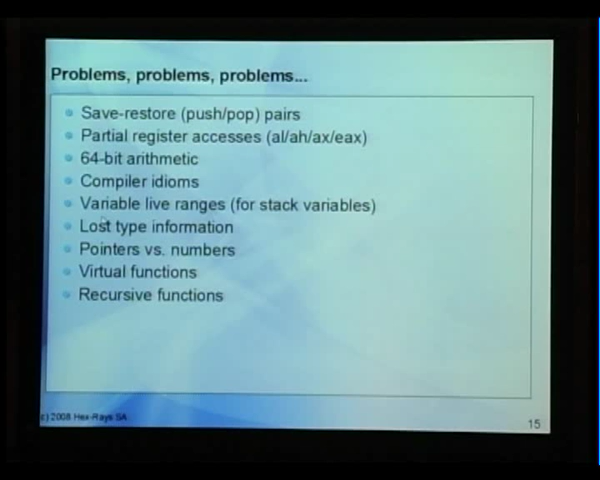 Problems, problems, problems...
Save-restore (push/pop) pairs
Partial register accesses (al/ah/ax/eax)
64-bit arithmetic
Compiler idioms
Variable live ranges (for stack variables)
Lost type information
Pointers vs. numbers
Virtual functions
Recursive functions
c) 2008 Hex-Rays SA
15